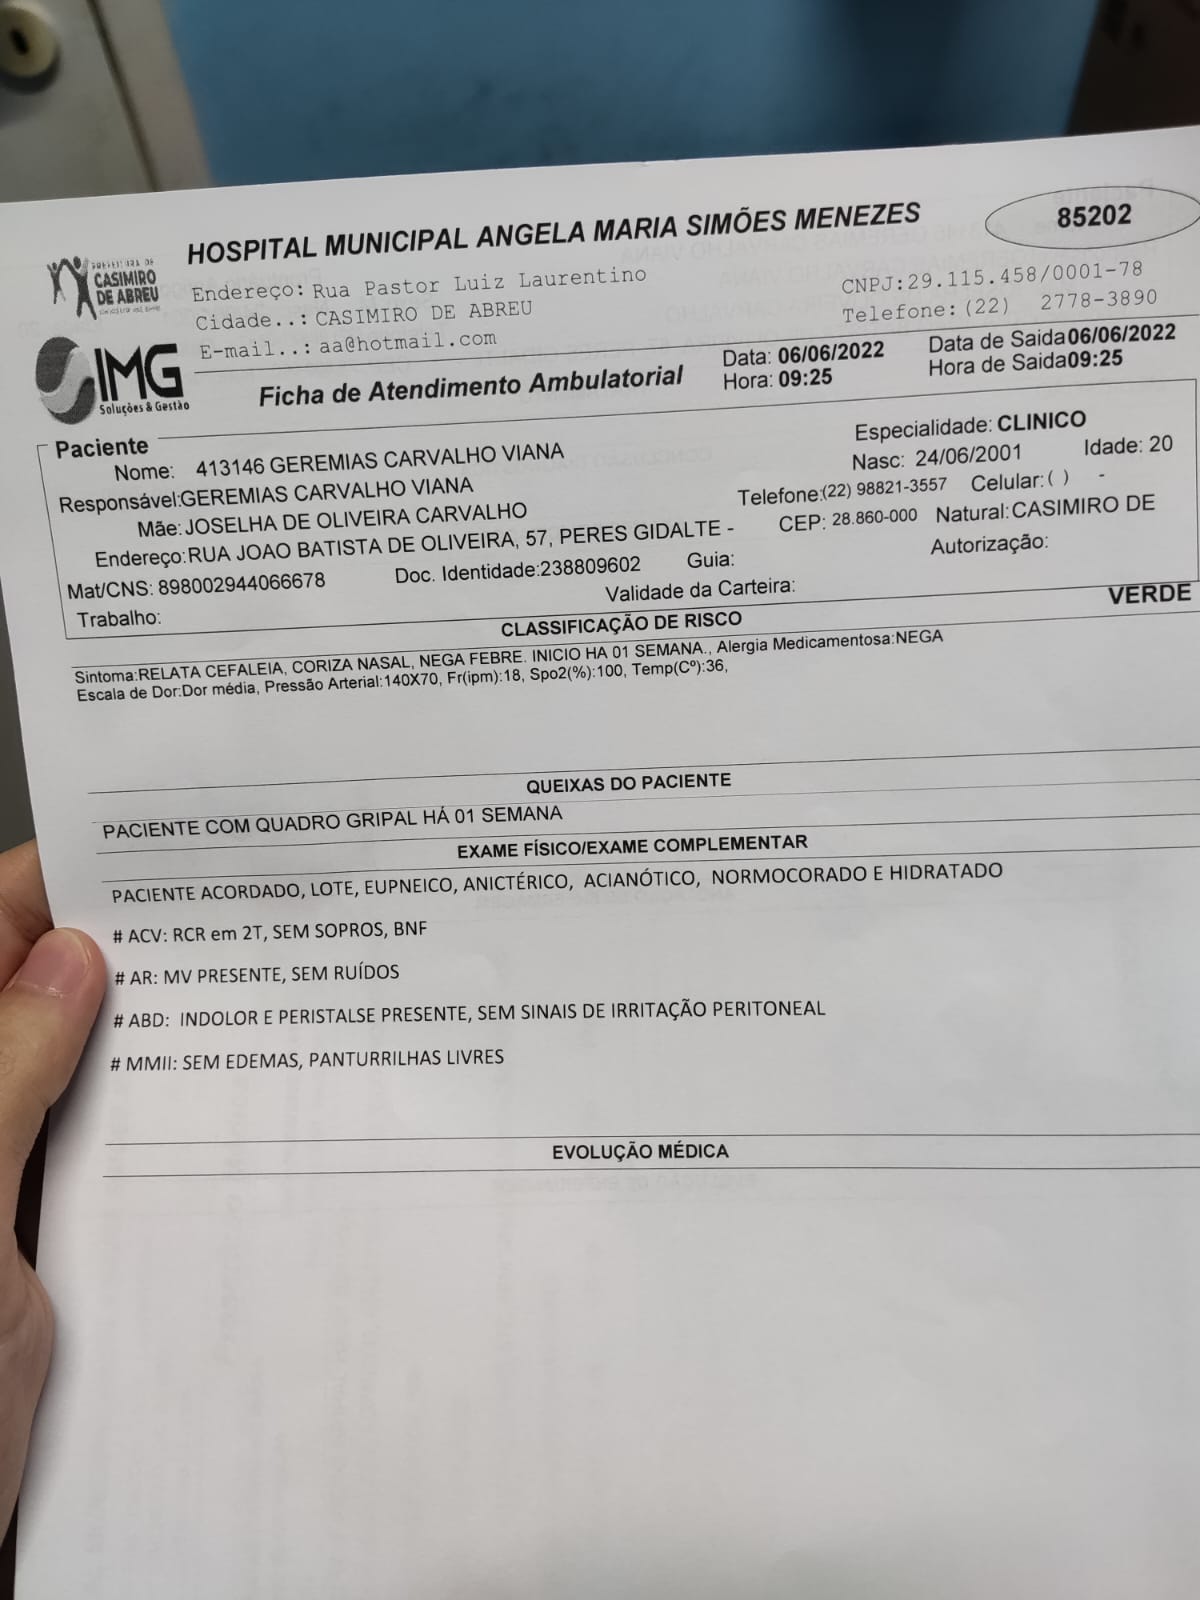 HOSPITAL MUNICIPAL ANGELA MARIA SIMÕES MENEZES
85202
PREFEITURA DE
CASIMIRO
DE ABREU
Endereço: Rua Pastor Luiz Laurentino
CNPJ:29.115.458/0001-78
Cidade..: CASIMIRO DE ABREU
Telefone: (22) 2778-3890
E-mail..: aa@hotmail.com
IMG
Soluções & Gestão
Ficha de Atendimento Ambulatorial
Data: 06/06/2022
Data de Saida06/06/2022
Hora: 09:25
Hora de Saida09:25
Paciente
Especialidade: CLINICO
Nome: 413146 GEREMIAS CARVALHO VIANA
Nasc: 24/06/2001 Idade: 20
Responsável:GEREMIAS CARVALHO VIANA
Telefone:(22) 98821-3557 Celular:( ) -
Mãe:JOSELHA DE OLIVEIRA CARVALHO
CEP: 28.860-000 Natural:CASIMIRO DE
Endereço:RUA JOAO BATISTA DE OLIVEIRA, 57, PERES GIDALTE -
Autorização:
Mat/CNS: 898002944066678 Doc. Identidade:238809602 Guia:
Trabalho: Validade da Carteira:
CLASSIFICAÇÃO DE RISCO VERDE
Sintoma:RELATA CEFALEIA, CORIZA NASAL, NEGA FEBRE. INICIO HA 01 SEMANA., Alergia Medicamentosa:NEGA
Escala de Dor:Dor média, Pressão Arterial:140X70, Fr(ipm):18, Spo2(%):100, Temp(Cº):36,
QUEIXAS DO PACIENTE
PACIENTE COM QUADRO GRIPAL HÁ 01 SEMANA
EXAME FÍSICO/EXAME COMPLEMENTAR
PACIENTE ACORDADO, LOTE, EUPNEICO, ANICTÉRICO, ACIANÓTICO, NORMOCORADO E HIDRATADO
# ACV: RCR em 2T, SEM SOPROS, BNF
# AR: MV PRESENTE, SEM RUÍDOS
# ABD: INDOLOR E PERISTALSE PRESENTE, SEM SINAIS DE IRRITAÇÃO PERITONEAL
# MMII: SEM EDEMAS, PANTURRILHAS LIVRES
EVOLUÇÃO MÉDICA